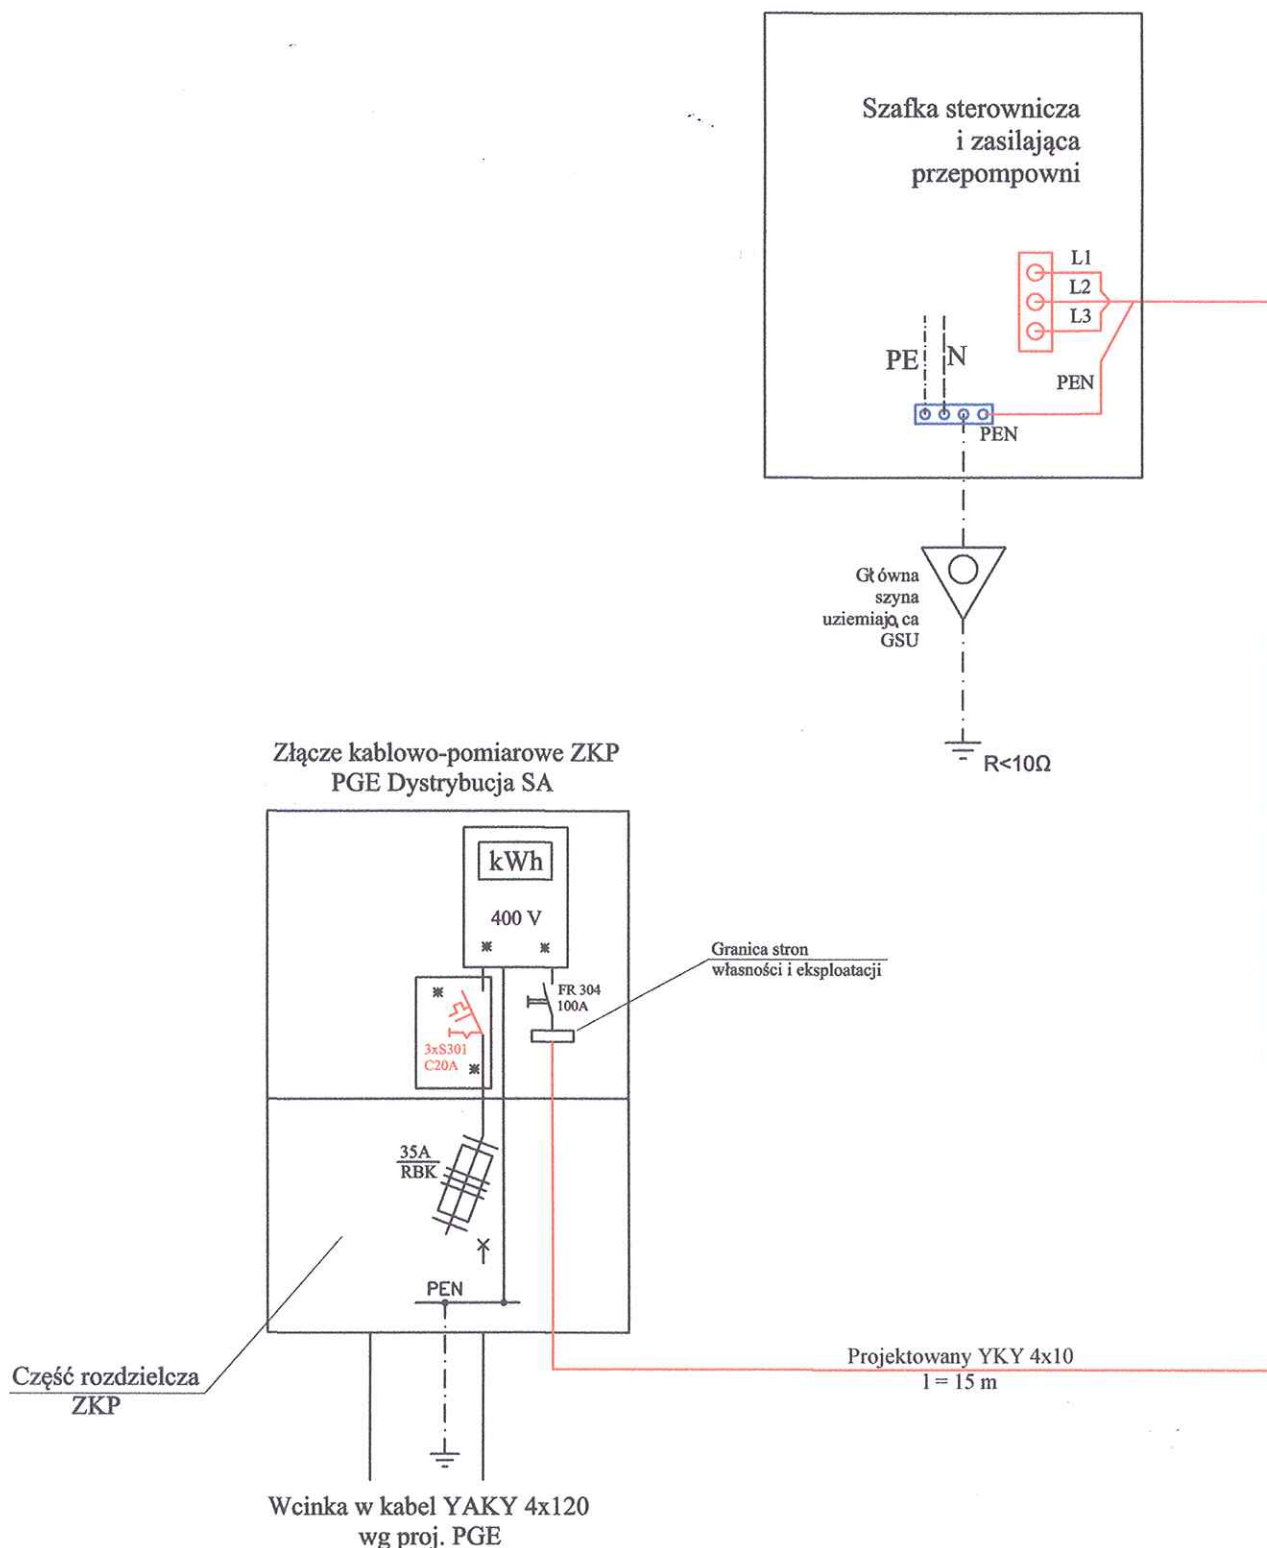 Szafka sterownicza
i zasilająca
przepompowni
L1
L2
L3
PE
N
PEN
PEN
Główna
szyna
uziemiająca
GSU
R<10Ω
Złącze kablowo-pomiarowe ZKP
PGE Dystrybucja SA
kWh
400 V
Granica stron
własności i eksploatacji
FR 304
100A
3xS301
C20A
35A
RBK
PEN
Część rozdzielcza
ZKP
Projektowany YKY 4x10
l = 15 m
Wcinka w kabel YAKY 4x120
wg proj. PGE